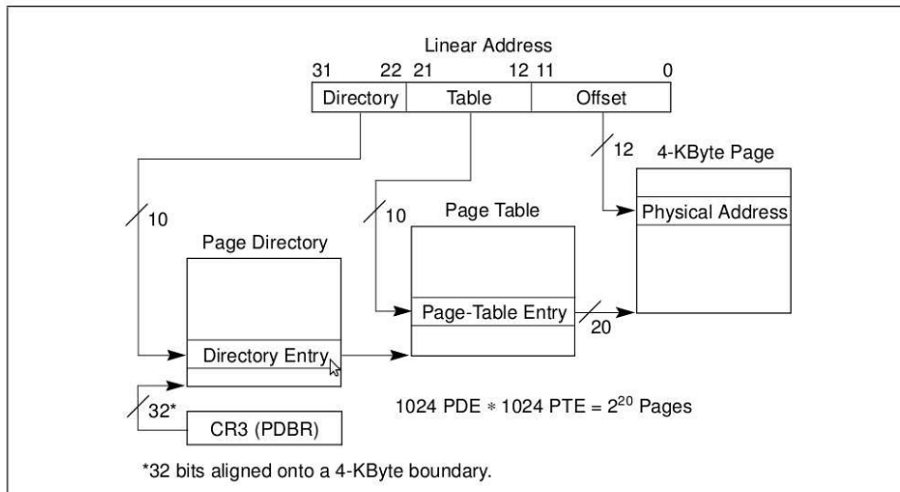 Linear Address
31 22 21 12 11 0
Directory Table Offset
12
4-KByte Page
Physical Address
10
10
Page Table
Page Directory
Page-Table Entry
20
Directory Entry
32*
CR3 (PDBR)
1024 PDE * 1024 PTE = 2²⁰ Pages
*32 bits aligned onto a 4-KByte boundary.